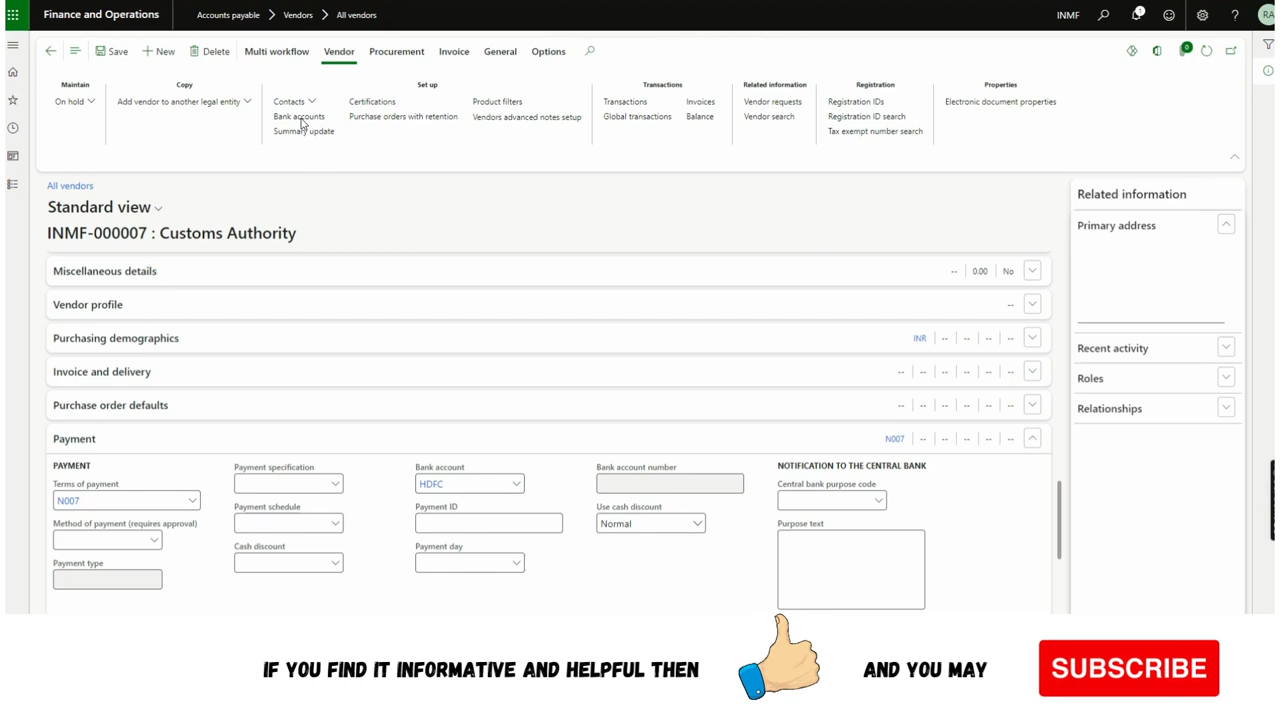 Finance and Operations
Accounts payable > Vendors > All vendors
INMF
1
?
RA
Save
New
Delete
Multi workflow
Vendor
Procurement
Invoice
General
Options
0
Maintain
On hold
Copy
Add vendor to another legal entity
Set up
Contacts
Bank accounts
Summary update
Certifications
Purchase orders with retention
Product filters
Vendors advanced notes setup
Transactions
Transactions
Global transactions
Invoices
Balance
Related information
Vendor requests
Vendor search
Registration
Registration IDs
Registration ID search
Tax exempt number search
Properties
Electronic document properties
All vendors
Standard view
INMF-000007 : Customs Authority
Miscellaneous details -- 0.00 No
Vendor profile --
Purchasing demographics INR -- -- -- --
Invoice and delivery -- -- -- -- -- --
Purchase order defaults -- -- -- -- -- --
Payment N007 -- -- -- -- --
PAYMENT
Terms of payment
N007
Method of payment (requires approval)
Payment type
Payment specification
Payment schedule
Cash discount
Bank account
HDFC
Payment ID
Payment day
Bank account number
Use cash discount
Normal
NOTIFICATION TO THE CENTRAL BANK
Central bank purpose code
Purpose text
Related information
Primary address
Recent activity
Roles
Relationships
IF YOU FIND IT INFORMATIVE AND HELPFUL THEN
AND YOU MAY
SUBSCRIBE